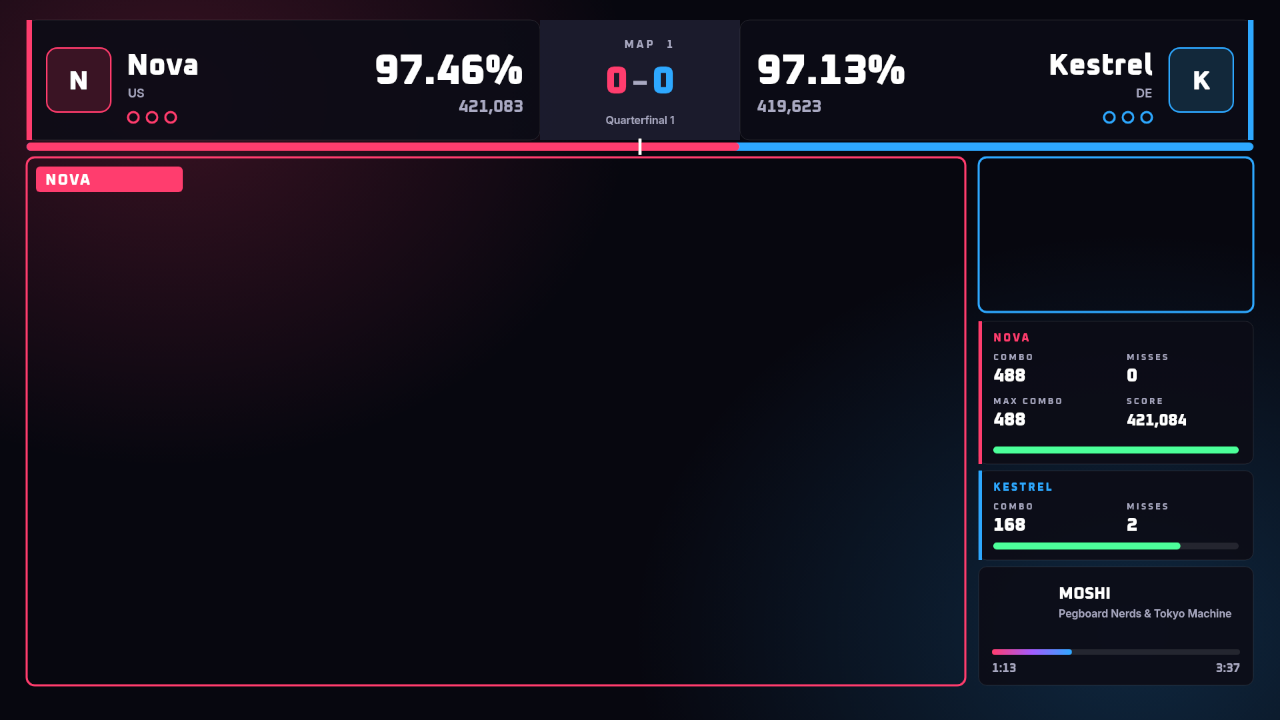 N
Nova
US
97.46%
421,083
MAP 1
0–0
Quarterfinal 1
97.13%
419,623
Kestrel
DE
K
NOVA
NOVA
COMBO MISSES
488 0
MAX COMBO SCORE
488 421,084
KESTREL
COMBO MISSES
168 2
MOSHI
Pegboard Nerds & Tokyo Machine
1:13 3:37